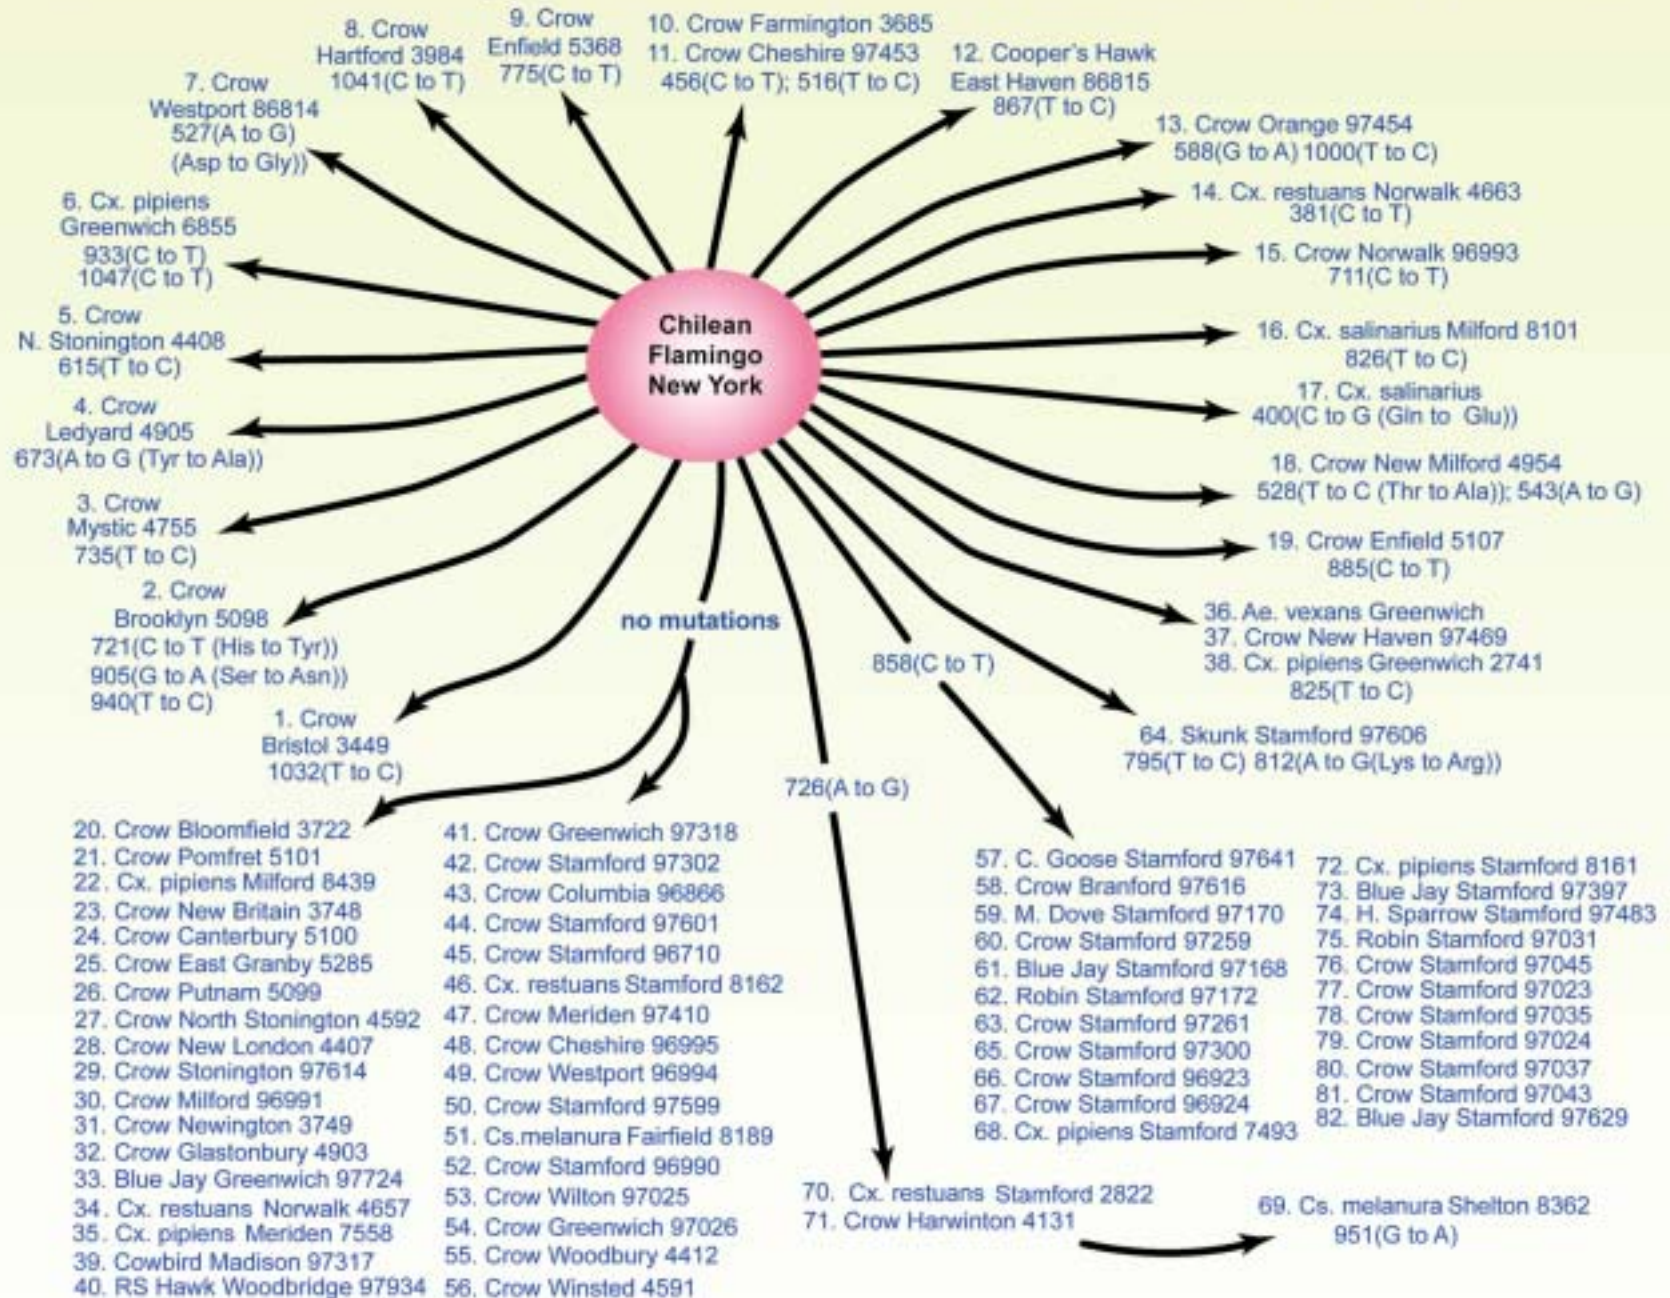 8. Crow
Hartford 3984
1041(C to T)
9. Crow
Enfield 5368
775(C to T)
10. Crow Farmington 3685
11. Crow Cheshire 97453
456(C to T); 516(T to C)
12. Cooper's Hawk
East Haven 86815
867(T to C)
7. Crow
Westport 86814
527(A to G)
(Asp to Gly))
13. Crow Orange 97454
588(G to A) 1000(T to C)
6. Cx. pipiens
Greenwich 6855
933(C to T)
1047(C to T)
14. Cx. restuans Norwalk 4663
381(C to T)
15. Crow Norwalk 96993
711(C to T)
5. Crow
N. Stonington 4408
615(T to C)
Chilean
Flamingo
New York
16. Cx. salinarius Milford 8101
826(T to C)
17. Cx. salinarius
400(C to G (Gln to Glu))
4. Crow
Ledyard 4905
673(A to G (Tyr to Ala))
18. Crow New Milford 4954
528(T to C (Thr to Ala)); 543(A to G)
3. Crow
Mystic 4755
735(T to C)
19. Crow Enfield 5107
885(C to T)
2. Crow
Brooklyn 5098
721(C to T (His to Tyr))
905(G to A (Ser to Asn))
940(T to C)
no mutations
858(C to T)
36. Ae. vexans Greenwich
37. Crow New Haven 97469
38. Cx. pipiens Greenwich 2741
825(T to C)
1. Crow
Bristol 3449
1032(T to C)
64. Skunk Stamford 97606
795(T to C) 812(A to G(Lys to Arg))
726(A to G)
20. Crow Bloomfield 3722
21. Crow Pomfret 5101
22. Cx. pipiens Milford 8439
23. Crow New Britain 3748
24. Crow Canterbury 5100
25. Crow East Granby 5285
26. Crow Putnam 5099
27. Crow North Stonington 4592
28. Crow New London 4407
29. Crow Stonington 97614
30. Crow Milford 96991
31. Crow Newington 3749
32. Crow Glastonbury 4903
33. Blue Jay Greenwich 97724
34. Cx. restuans Norwalk 4657
35. Cx. pipiens Meriden 7558
39. Cowbird Madison 97317
40. RS Hawk Woodbridge 97934
41. Crow Greenwich 97318
42. Crow Stamford 97302
43. Crow Columbia 96866
44. Crow Stamford 97601
45. Crow Stamford 96710
46. Cx. restuans Stamford 8162
47. Crow Meriden 97410
48. Crow Cheshire 96995
49. Crow Westport 96994
50. Crow Stamford 97599
51. Cs.melanura Fairfield 8189
52. Crow Stamford 96990
53. Crow Wilton 97025
54. Crow Greenwich 97026
55. Crow Woodbury 4412
56. Crow Winsted 4591
57. C. Goose Stamford 97641
58. Crow Branford 97616
59. M. Dove Stamford 97170
60. Crow Stamford 97259
61. Blue Jay Stamford 97168
62. Robin Stamford 97172
63. Crow Stamford 97261
65. Crow Stamford 97300
66. Crow Stamford 96923
67. Crow Stamford 96924
68. Cx. pipiens Stamford 7493
72. Cx. pipiens Stamford 8161
73. Blue Jay Stamford 97397
74. H. Sparrow Stamford 97483
75. Robin Stamford 97031
76. Crow Stamford 97045
77. Crow Stamford 97023
78. Crow Stamford 97035
79. Crow Stamford 97024
80. Crow Stamford 97037
81. Crow Stamford 97043
82. Blue Jay Stamford 97629
70. Cx. restuans Stamford 2822
71. Crow Harwinton 4131
69. Cs. melanura Shelton 8362
951(G to A)